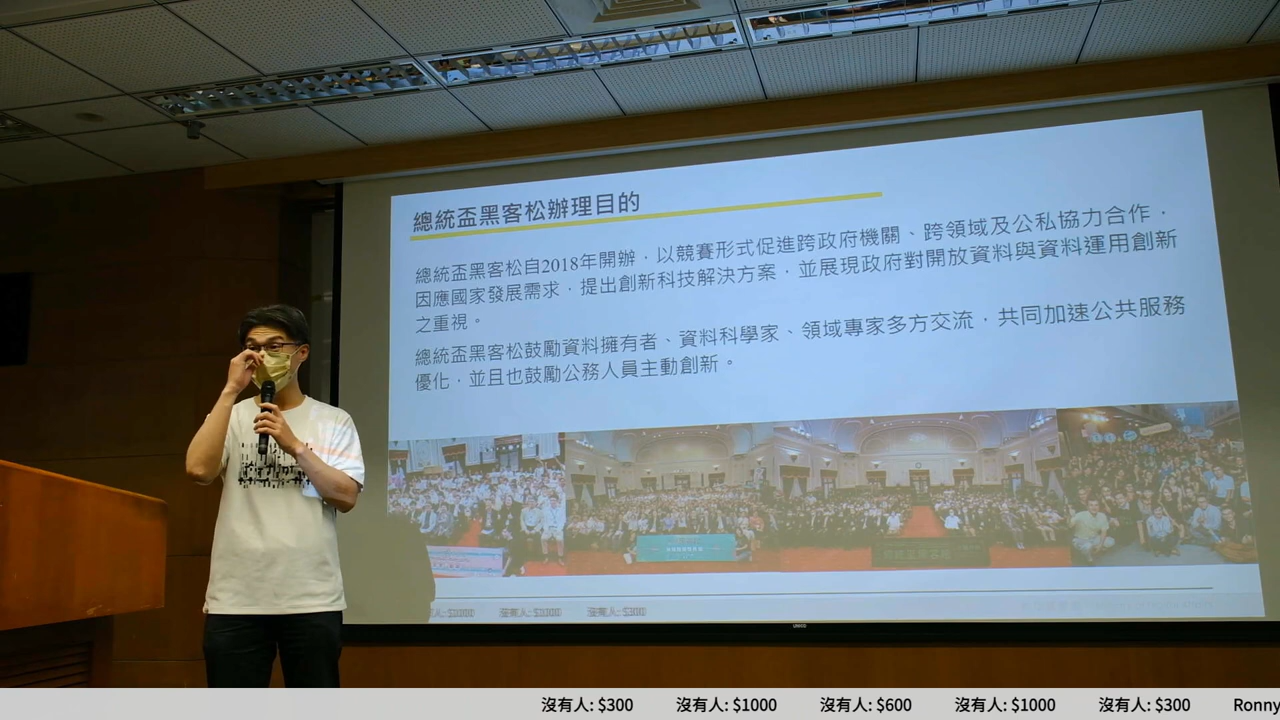 總統盃黑客松辦理目的
總統盃黑客松自2018年開辦，以競賽形式促進跨政府機關、跨領域及公私協力合作，
因應國家發展需求，提出創新科技解決方案，並展現政府對開放資料與資料運用創新
之重視。
總統盃黑客松鼓勵資料擁有者、資料科學家、領域專家多方交流，共同加速公共服務
優化，並且也鼓勵公務人員主動創新。
沒有人: $300 沒有人: $1000 沒有人: $600 沒有人: $1000 沒有人: $300 Ronny